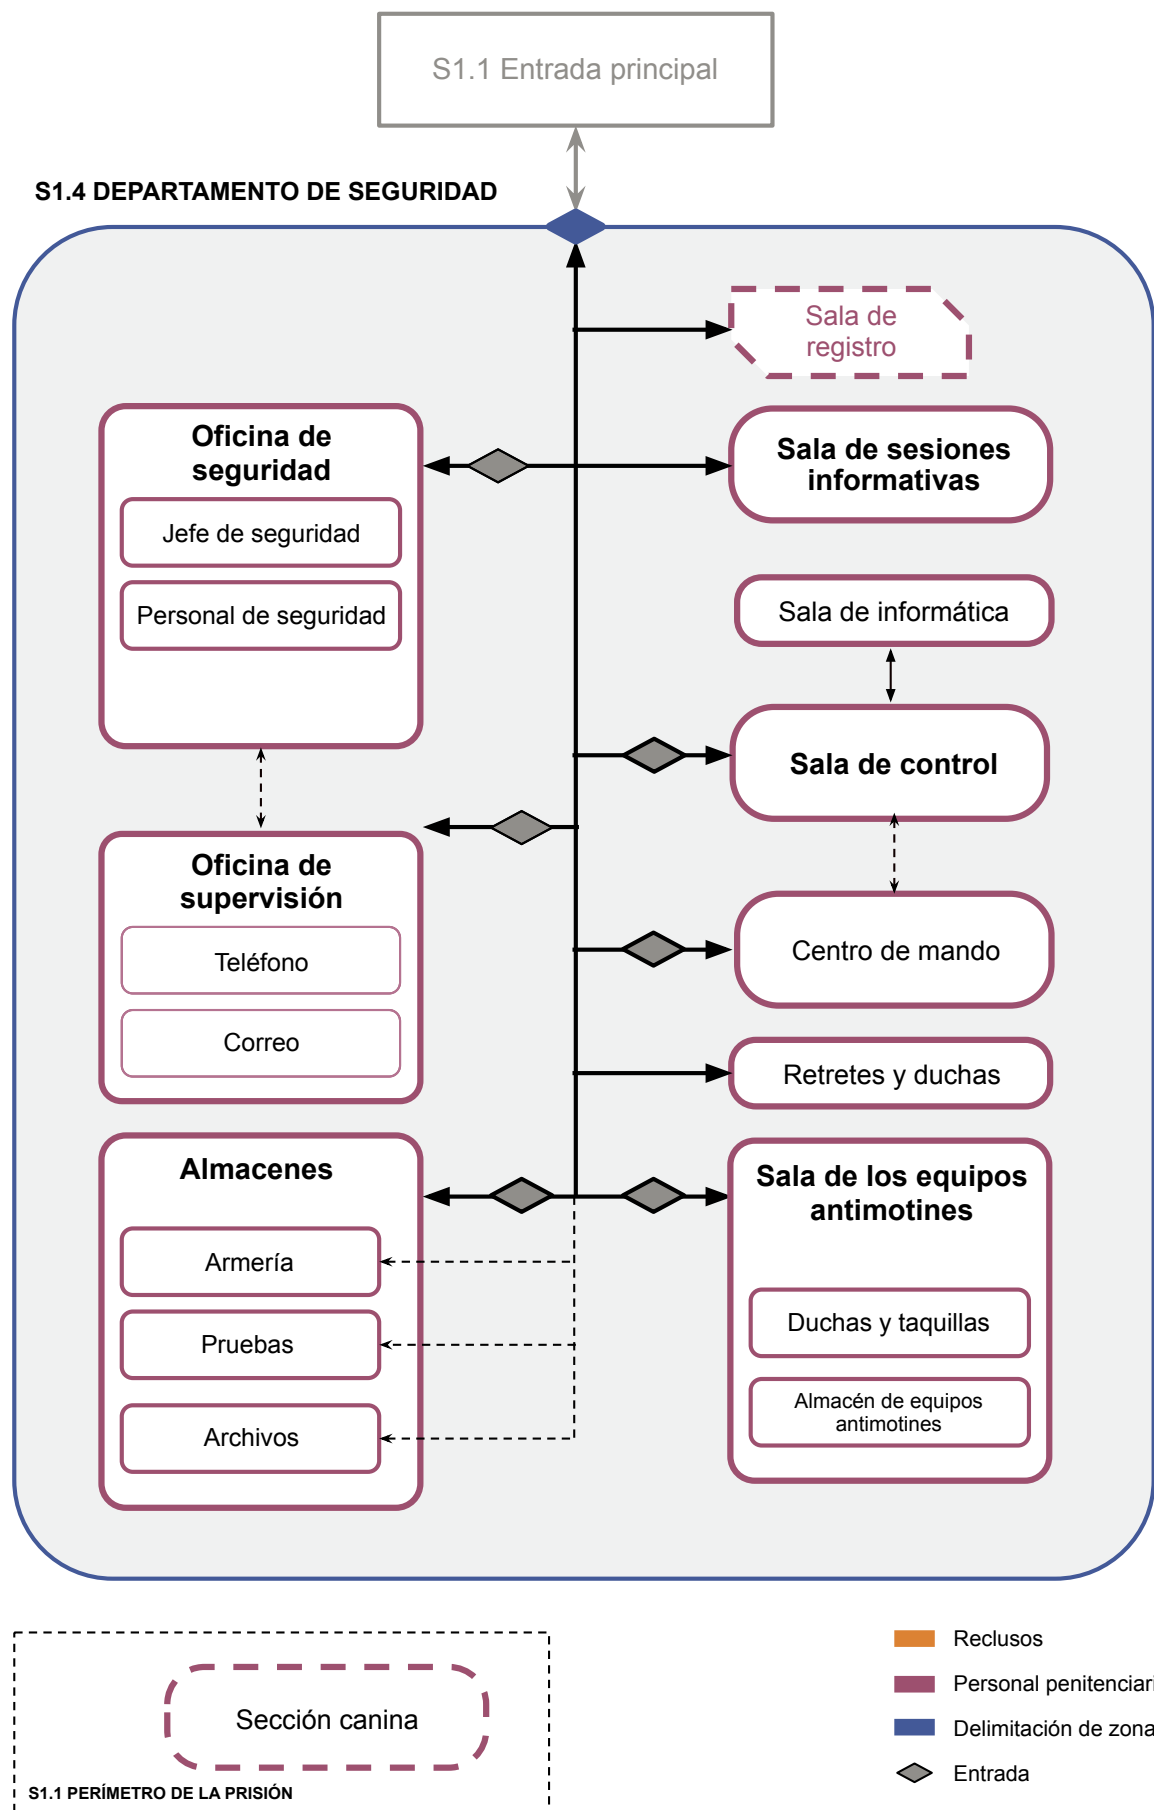 S1.1 Entrada principal
S1.4 DEPARTAMENTO DE SEGURIDAD
Sala de
registro
Oficina de
seguridad
Jefe de seguridad
Personal de seguridad
Sala de sesiones
informativas
Sala de informática
Sala de control
Oficina de
supervisión
Teléfono
Correo
Centro de mando
Retretes y duchas
Almacenes
Armería
Pruebas
Archivos
Sala de los equipos
antimotines
Duchas y taquillas
Almacén de equipos
antimotines
Sección canina
S1.1 PERÍMETRO DE LA PRISIÓN
Reclusos
Personal penitenciari
Delimitación de zona
Entrada